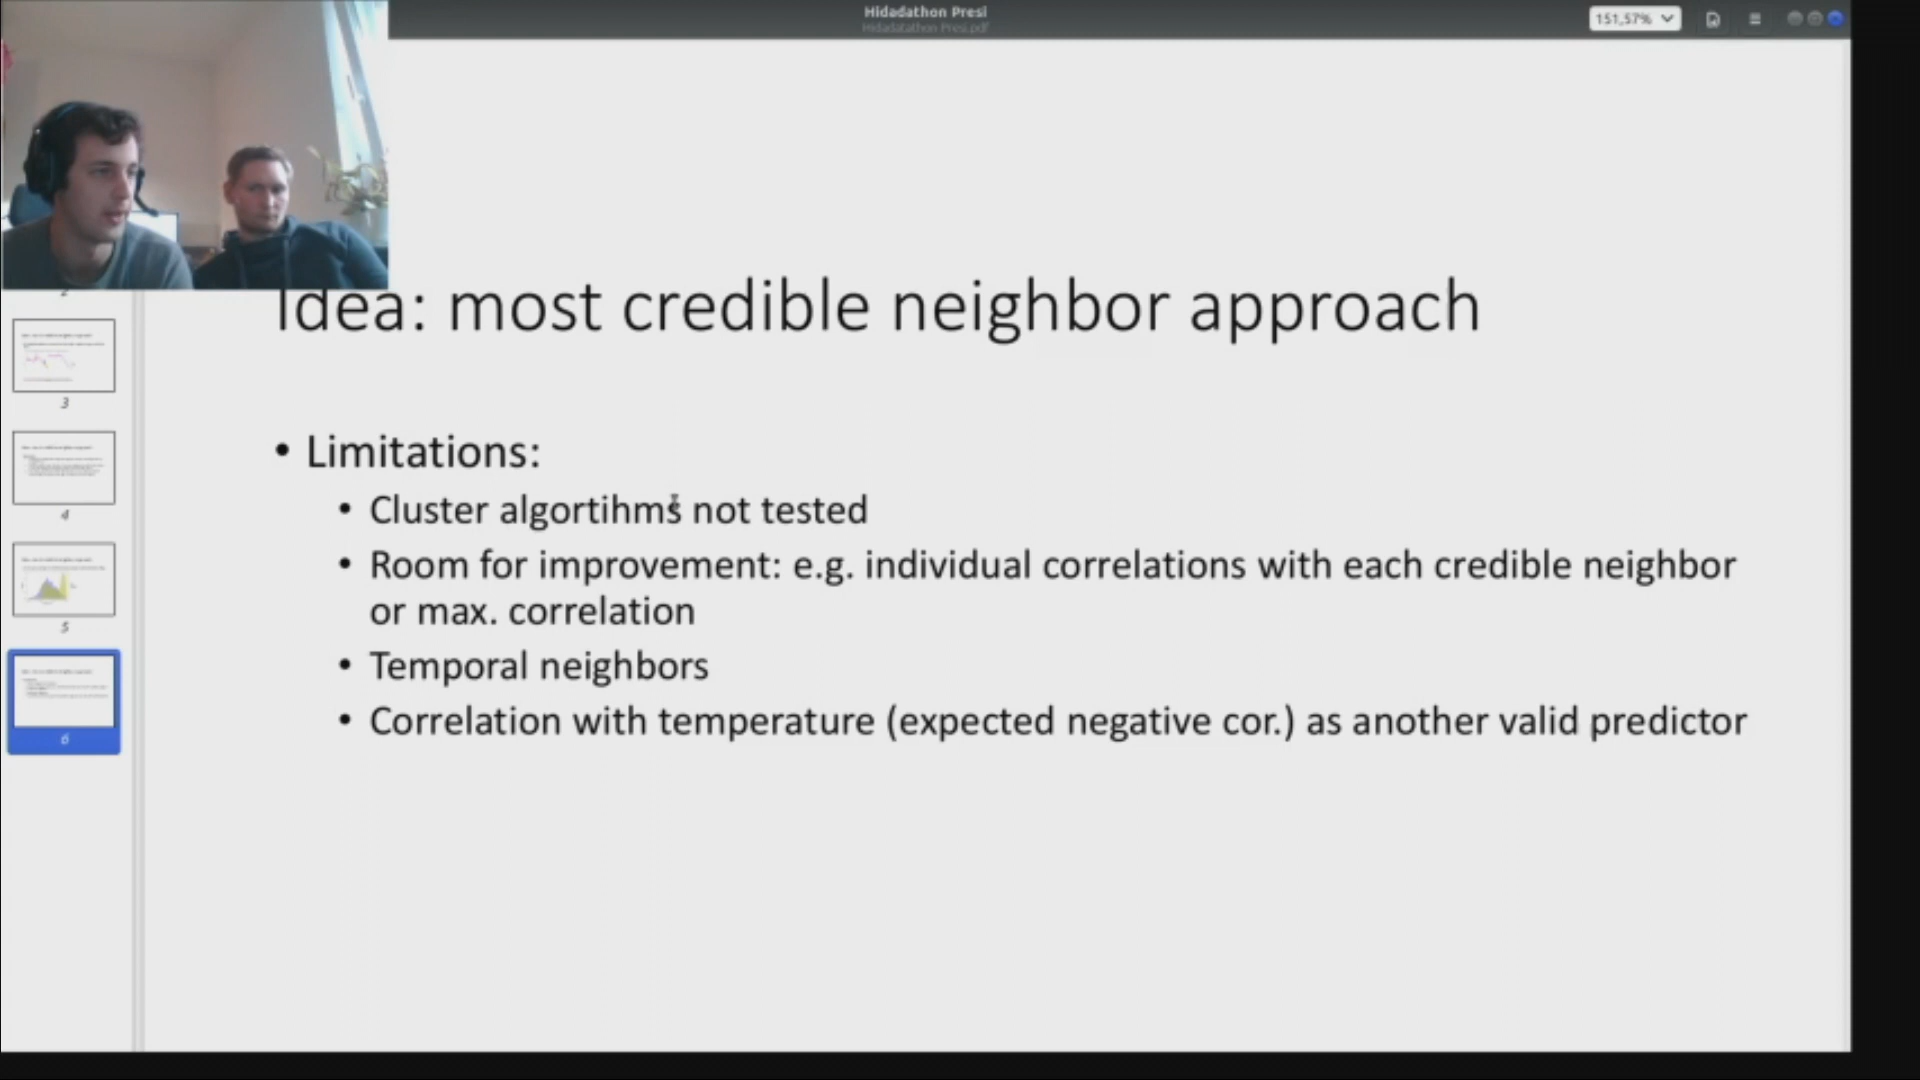 Hidadathon Presi
Hidadatathon Presi.pdf
151,57%
Idea: most credible neighbor approach
• Limitations:
• Cluster algortihms not tested
• Room for improvement: e.g. individual correlations with each credible neighbor
or max. correlation
• Temporal neighbors
• Correlation with temperature (expected negative cor.) as another valid predictor
3
4
5
6